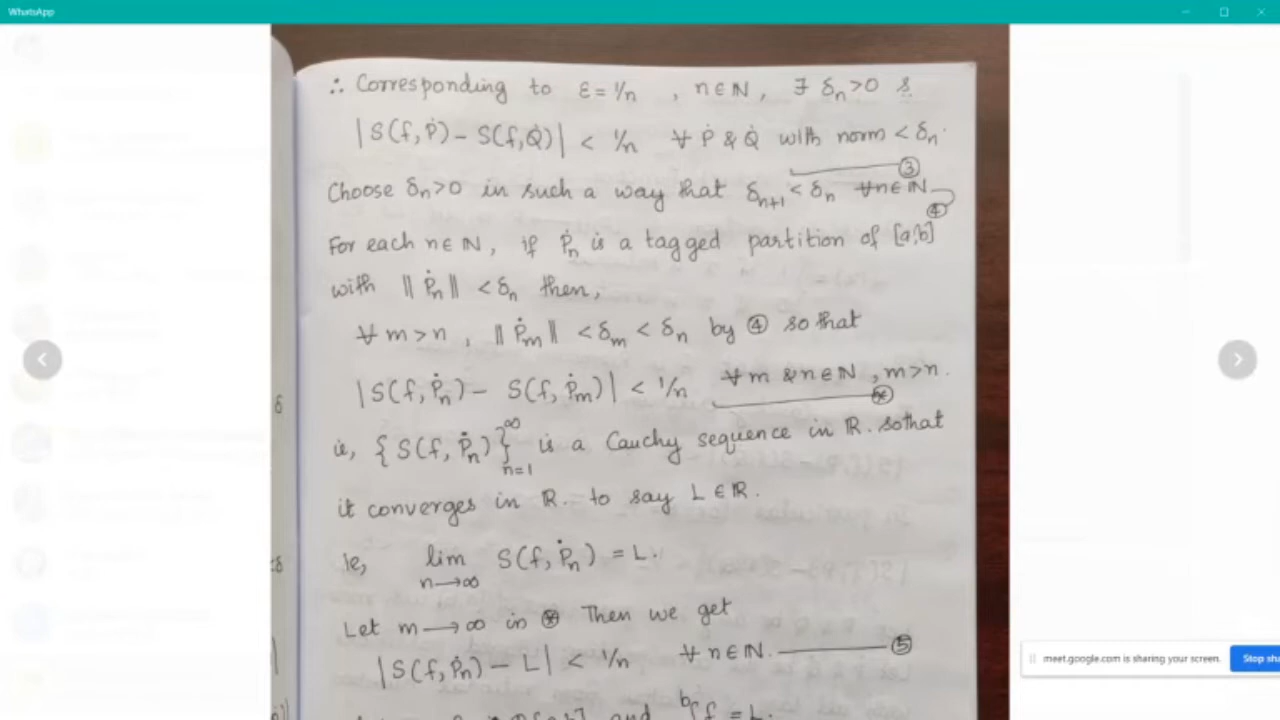 WhatsApp
∴ Corresponding to ε = 1/n , n ∈ ℕ , ∃ δₙ > 0 &
|S(f,Ṗ) – S(f,Q̇)| < 1/n ∀ Ṗ & Q̇ with norm < δₙ.
③
Choose δₙ > 0 in such a way that δₙ₊₁ < δₙ ∀ n ∈ ℕ
④
For each n ∈ ℕ , if Ṗₙ is a tagged partition of [a,b]
with ‖Ṗₙ‖ < δₙ then,
∀ m > n , ‖Ṗₘ‖ < δₘ < δₙ by ④ so that
|S(f,Ṗₙ) – S(f,Ṗₘ)| < 1/n ∀ m & n ∈ ℕ , m > n.
⊛
ie, {S(f,Ṗₙ)}ₙ₌₁^∞ is a Cauchy sequence in ℝ. so that
it converges in ℝ. to say L ∈ ℝ.
Ie, lim n→∞ S(f,Ṗₙ) = L.
Let m → ∞ in ⊛ Then we get
|S(f,Ṗₙ) – L| < 1/n ∀ n ∈ ℕ. ⑤
meet.google.com is sharing your screen.
Stop sha
and ᵇ∫ f = L.